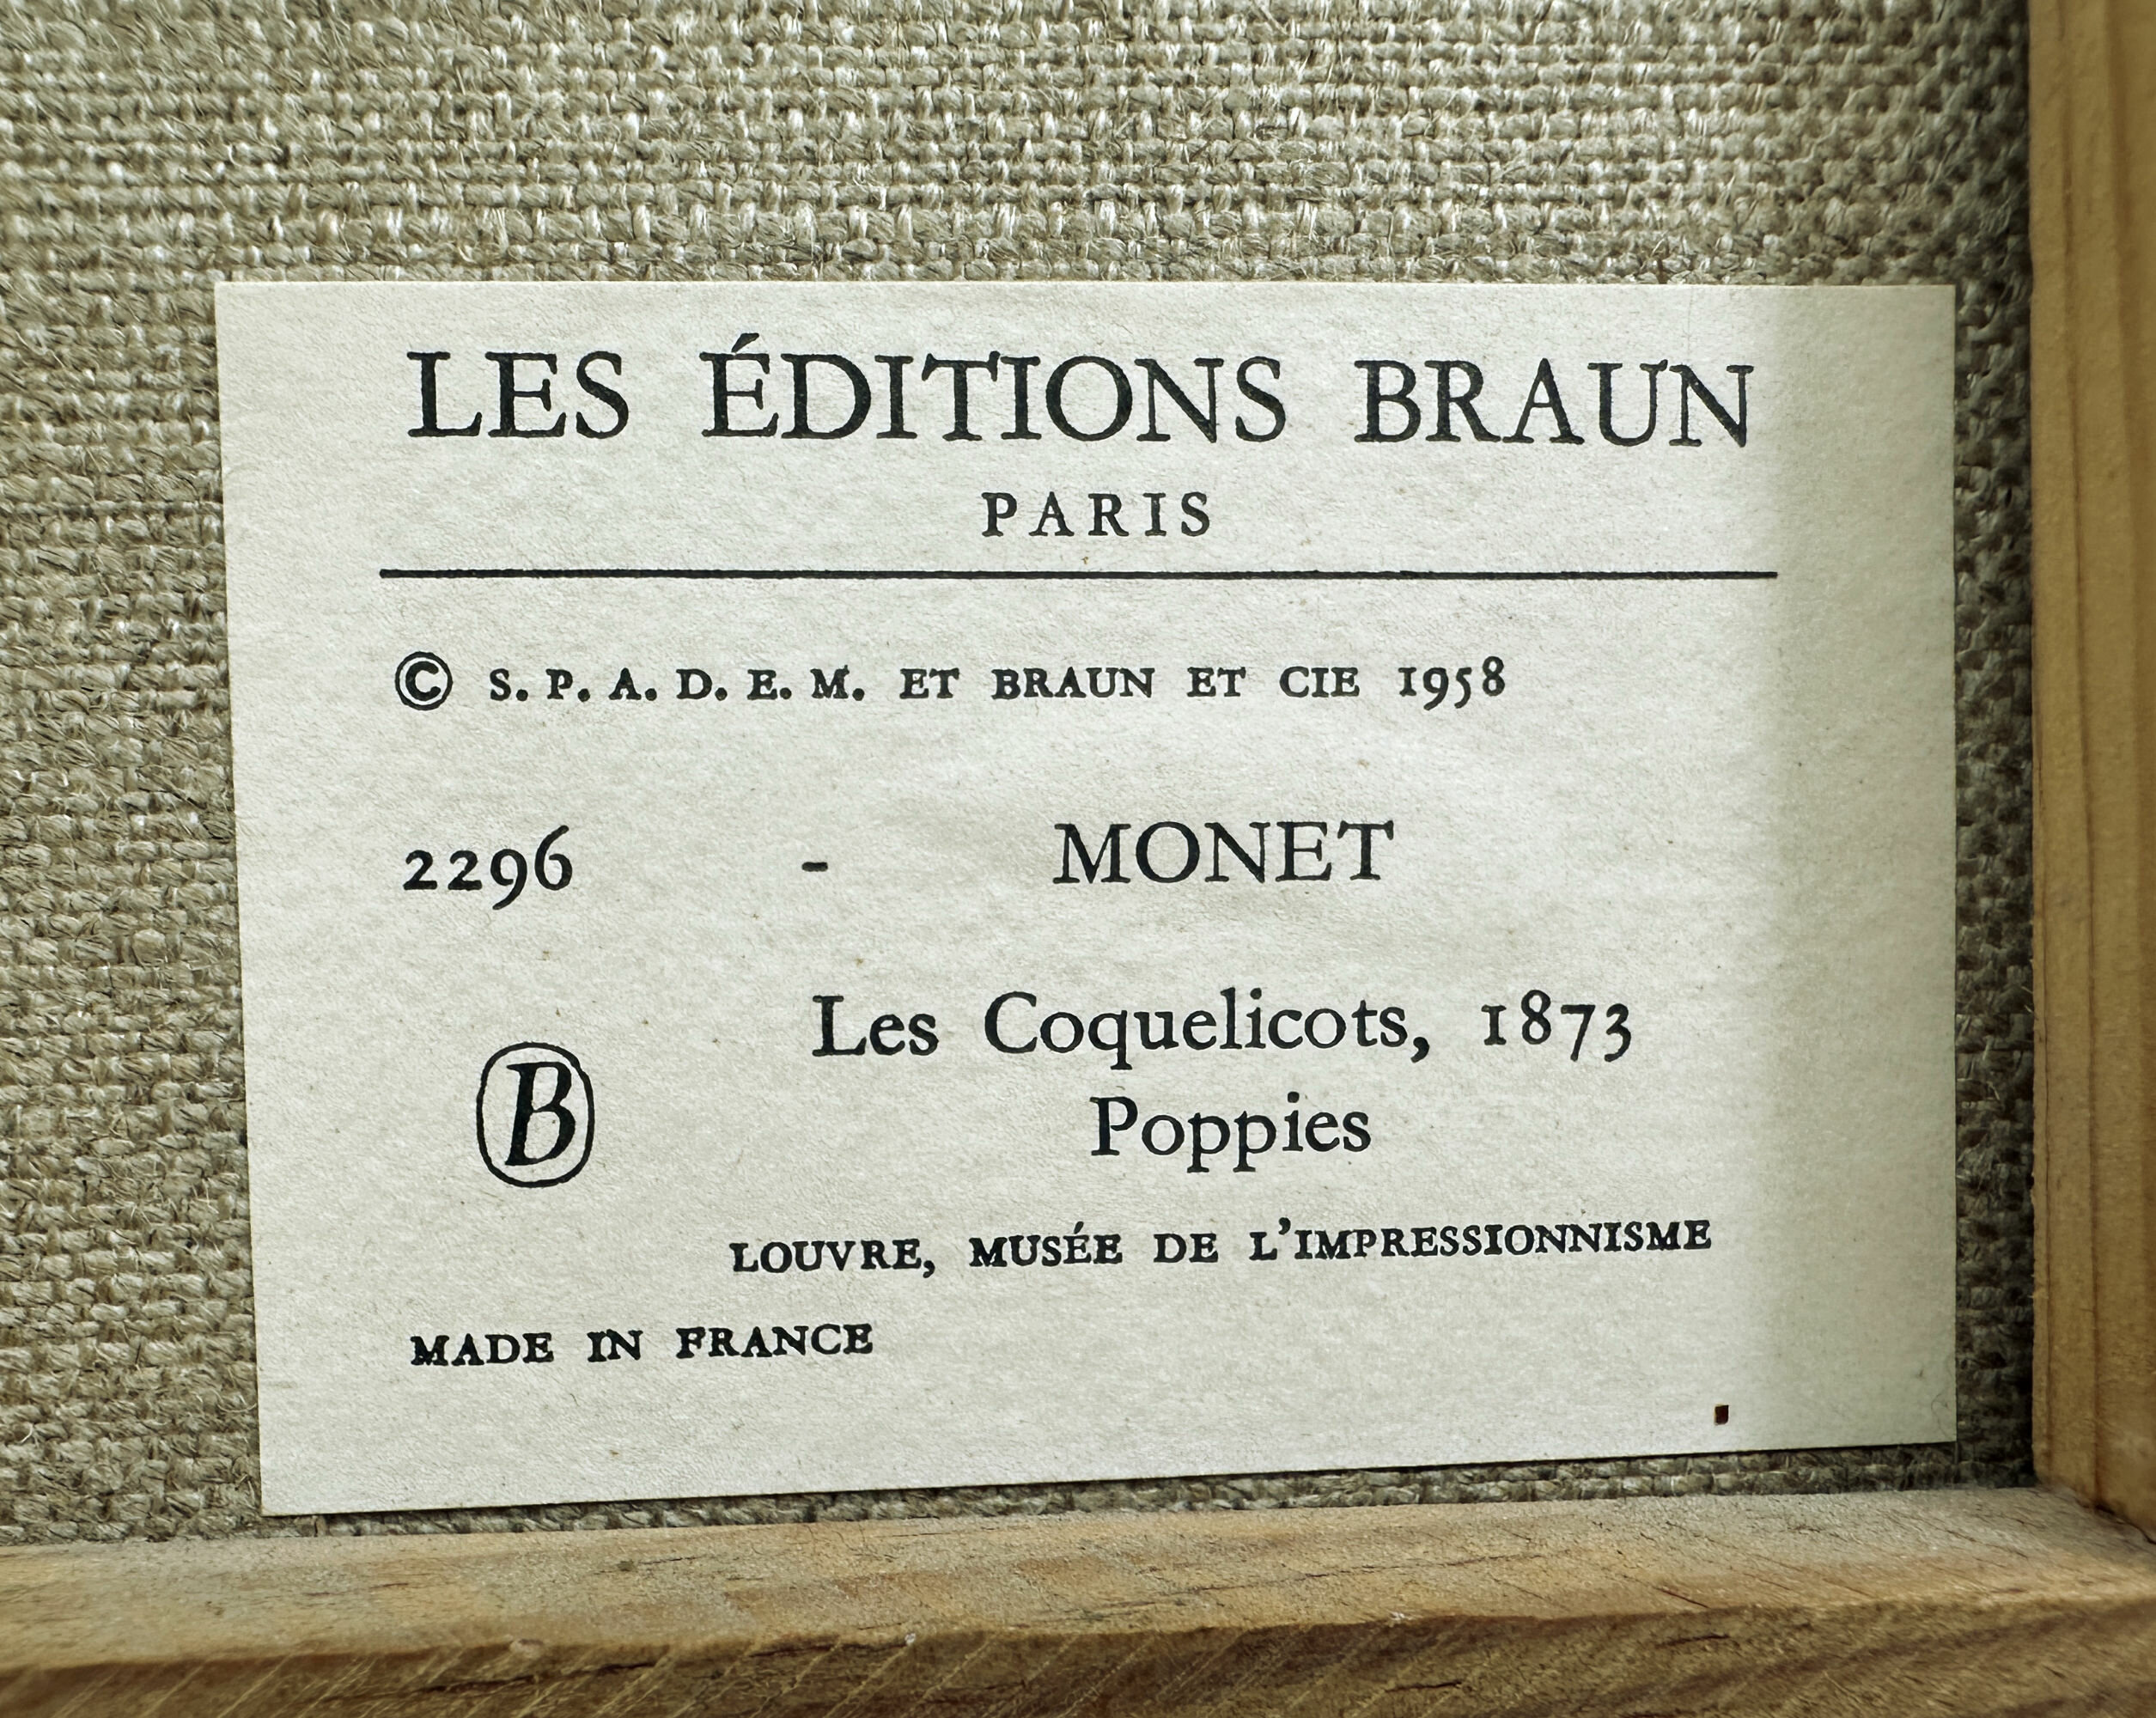 LES ÉDITIONS BRAUN
PARIS
© S. P. A. D. E. M. ET BRAUN ET CIE 1958
2296 - MONET
Les Coquelicots, 1873
B
Poppies
LOUVRE, MUSÉE DE L'IMPRESSIONNISME
MADE IN FRANCE